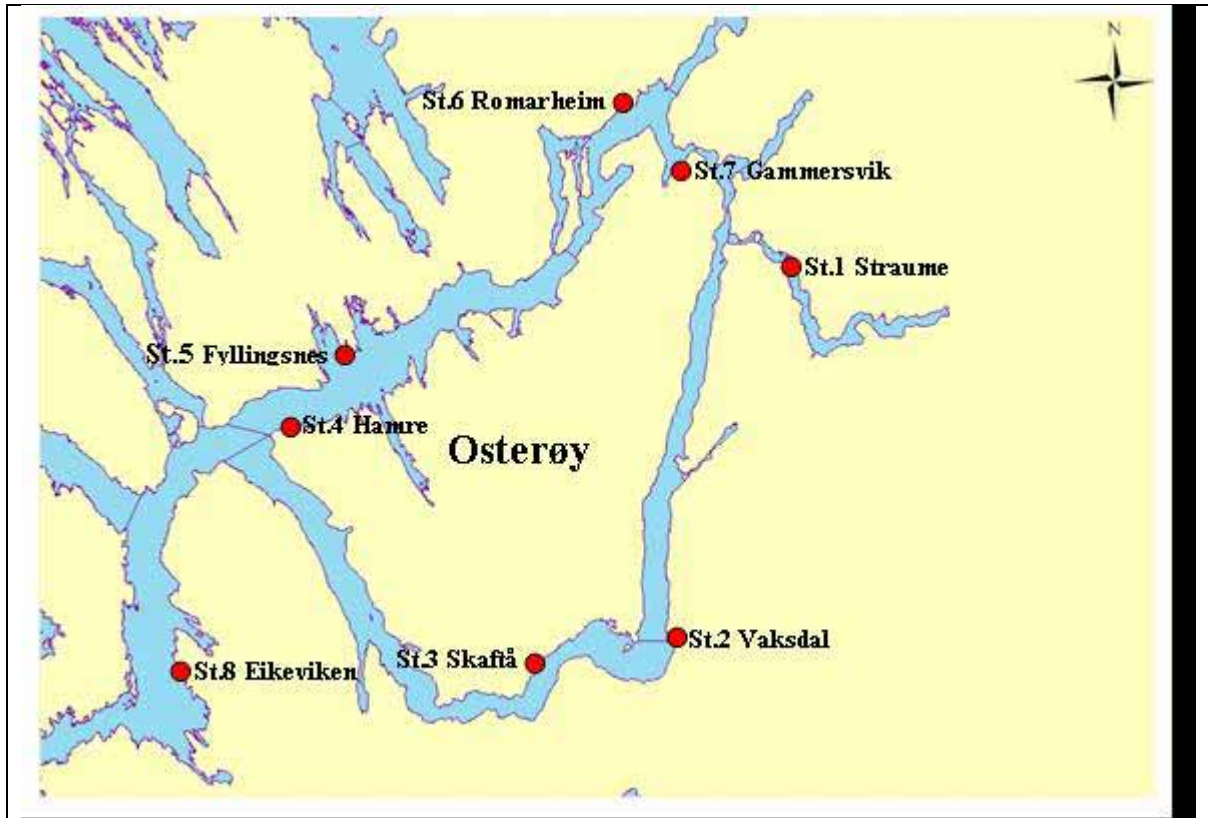 N
St.6 Romarheim
St.7 Gammersvik
St.1 Straume
St.5 Fyllingsnes
St.4 Hamre
Osterøy
St.2 Vaksdal
St.3 Skaftå
St.8 Eikeviken